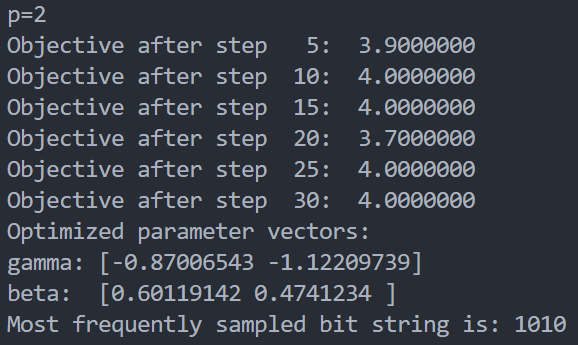 p=2
Objective after step   5:  3.9000000
Objective after step  10:  4.0000000
Objective after step  15:  4.0000000
Objective after step  20:  3.7000000
Objective after step  25:  4.0000000
Objective after step  30:  4.0000000
Optimized parameter vectors:
gamma: [-0.87006543 -1.12209739]
beta:  [0.60119142 0.4741234 ]
Most frequently sampled bit string is: 1010